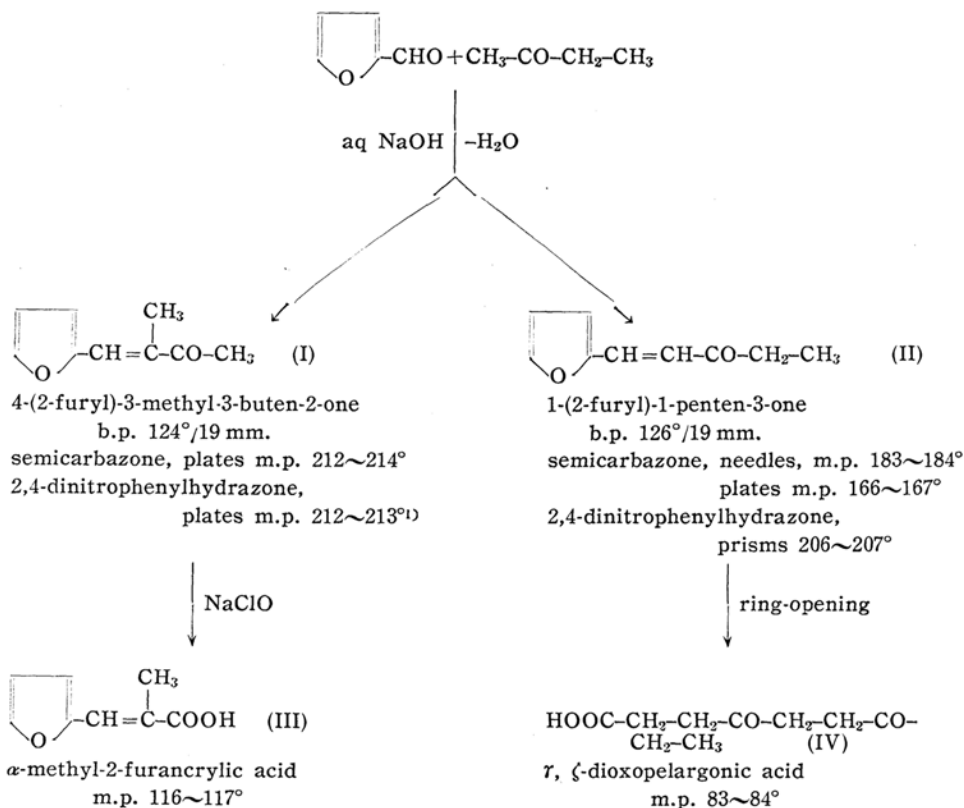 O–CHO+CH₃–CO–CH₂–CH₃
aq NaOH –H₂O
CH₃
O–CH=C–CO–CH₃ (I)
4-(2-furyl)-3-methyl-3-buten-2-one
b.p. 124°/19 mm.
semicarbazone, plates m.p. 212~214°
2,4-dinitrophenylhydrazone,
plates m.p. 212~213°¹⁾
NaClO
CH₃
O–CH=C–COOH (III)
α-methyl-2-furancrylic acid
m.p. 116~117°
O–CH=CH–CO–CH₂–CH₃ (II)
1-(2-furyl)-1-penten-3-one
b.p. 126°/19 mm.
semicarbazone, needles, m.p. 183~184°
plates m.p. 166~167°
2,4-dinitrophenylhydrazone,
prisms 206~207°
ring-opening
HOOC–CH₂–CH₂–CO–CH₂–CH₂–CO–
CH₂–CH₃ (IV)
γ, ζ-dioxopelargonic acid
m.p. 83~84°